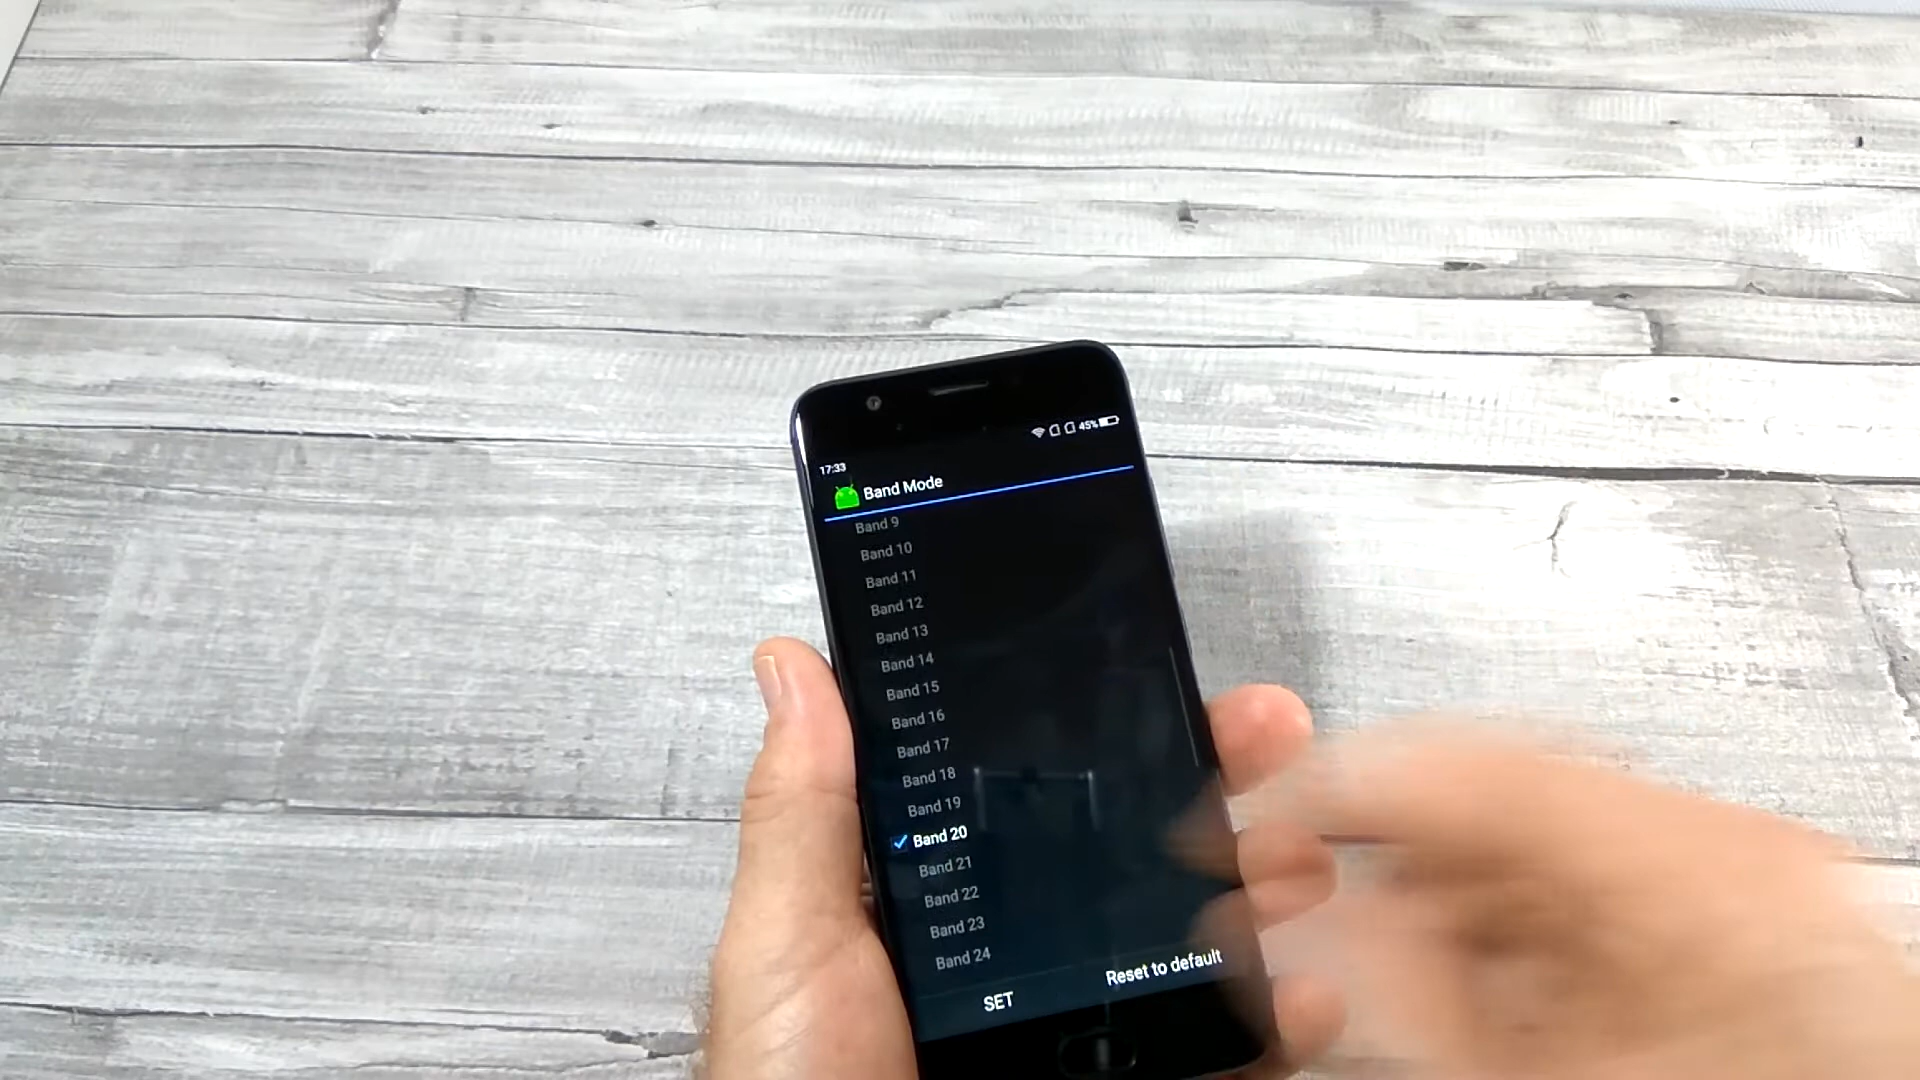 45%
17:33
Band Mode
Band 9
Band 10
Band 11
Band 12
Band 13
Band 14
Band 15
Band 16
Band 17
Band 18
Band 19
Band 20
Band 21
Band 22
Band 23
Band 24
SET
Reset to default